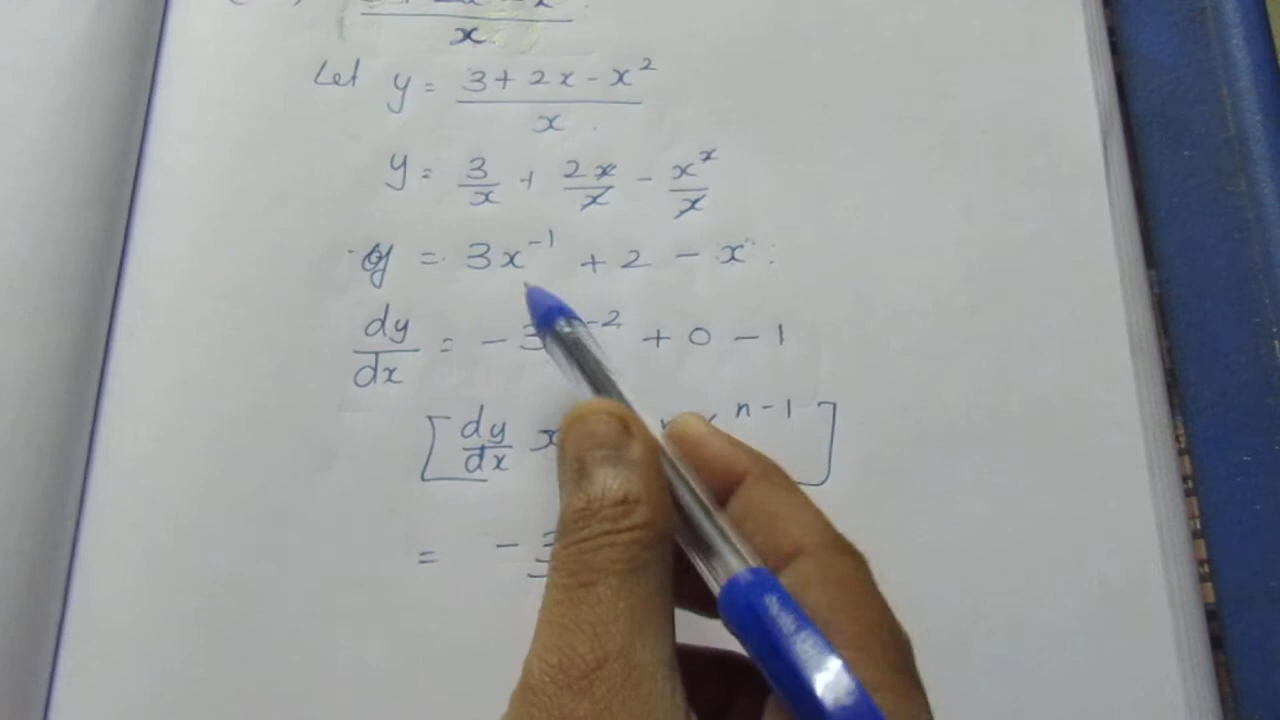 x
Let y = 3 + 2x - x² / x
y = 3/x + 2x/x - x²/x
y = 3x⁻¹ + 2 - x
dy/dx = - 3 ⁻² + 0 - 1
[dy/dx x n-1]
= - 3